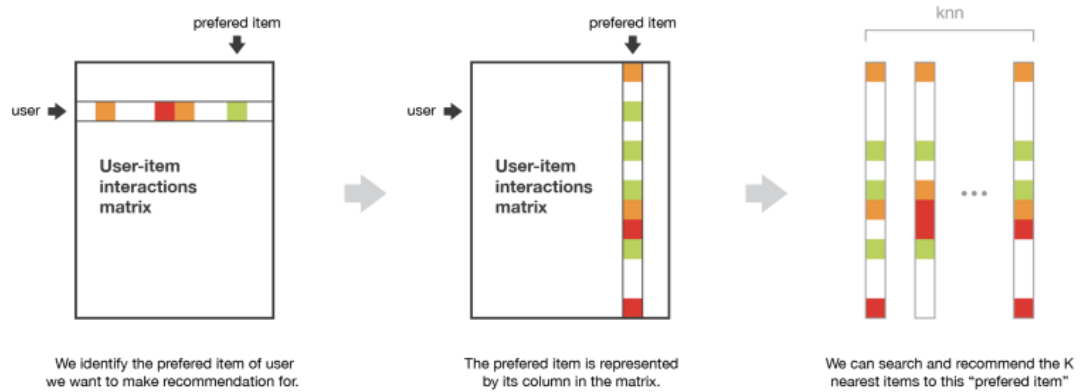 prefered item
user
User-item
interactions
matrix
We identify the prefered item of user
we want to make recommendation for.
prefered item
user
User-item
interactions
matrix
The prefered item is represented
by its column in the matrix.
knn
...
We can search and recommend the K
nearest items to this “prefered item”